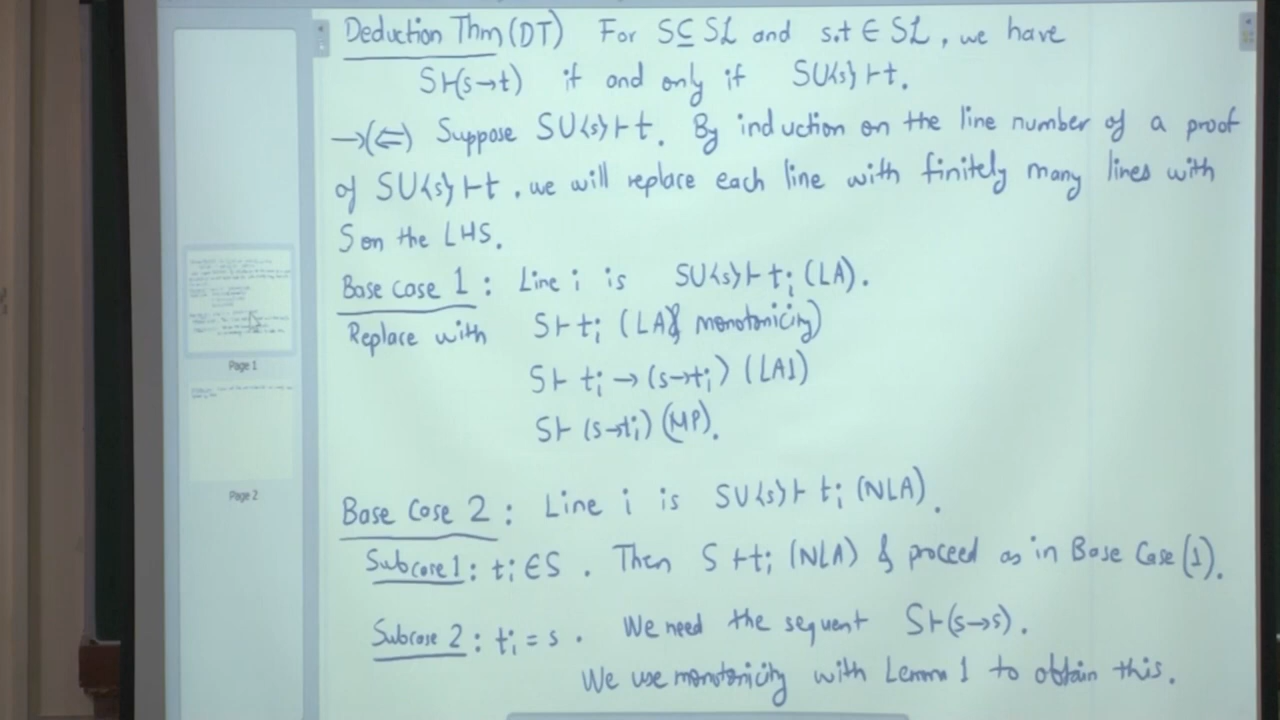 Deduction Thm (DT) For S⊆SL and s,t ∈ SL, we have
S⊢(s→t) if and only if S∪{s}⊢t.
→(⇐) Suppose S∪{s}⊢t. By induction on the line number of a proof
of S∪{s}⊢t, we will replace each line with finitely many lines with
S on the LHS.
Base case 1: Line i is S∪{s}⊢tᵢ (LA).
Replace with S⊢tᵢ (LA & monotonicity)
S⊢ tᵢ→(s→tᵢ) (LA1)
S⊢ (s→tᵢ) (MP).
Base Case 2: Line i is S∪{s}⊢ tᵢ (NLA).
Subcase 1: tᵢ∈S. Then S⊢tᵢ (NLA) & proceed as in Base Case (1).
Subcase 2: tᵢ=s. We need the sequent S⊢(s→s).
We use monotonicity with Lemma 1 to obtain this.
Page 1
Page 2